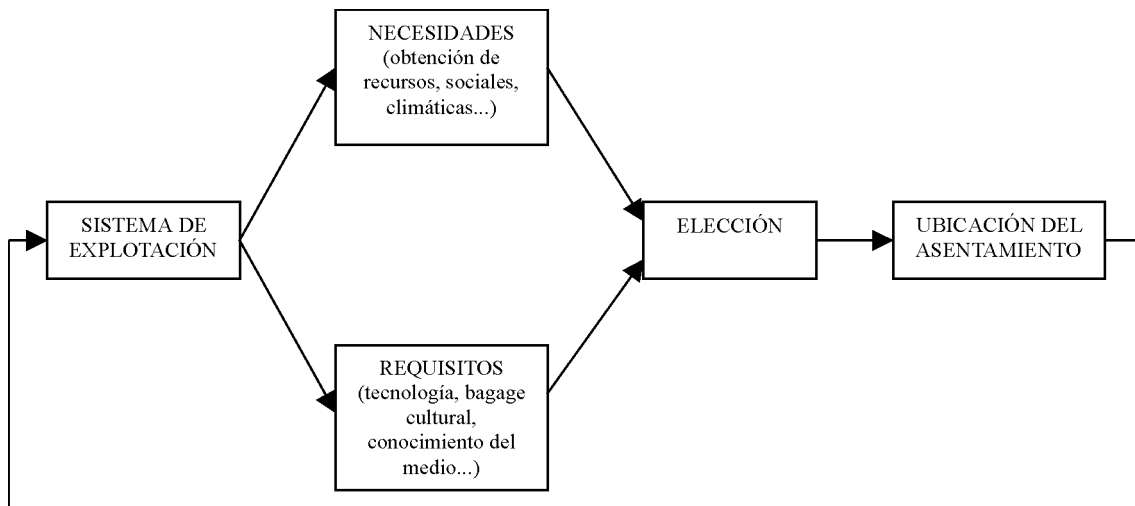 NECESIDADES
(obtención de
recursos, sociales,
climáticas...)
SISTEMA DE
EXPLOTACIÓN
ELECCIÓN
UBICACIÓN DEL
ASENTAMIENTO
REQUISITOS
(tecnología, bagage
cultural,
conocimiento del
medio...)